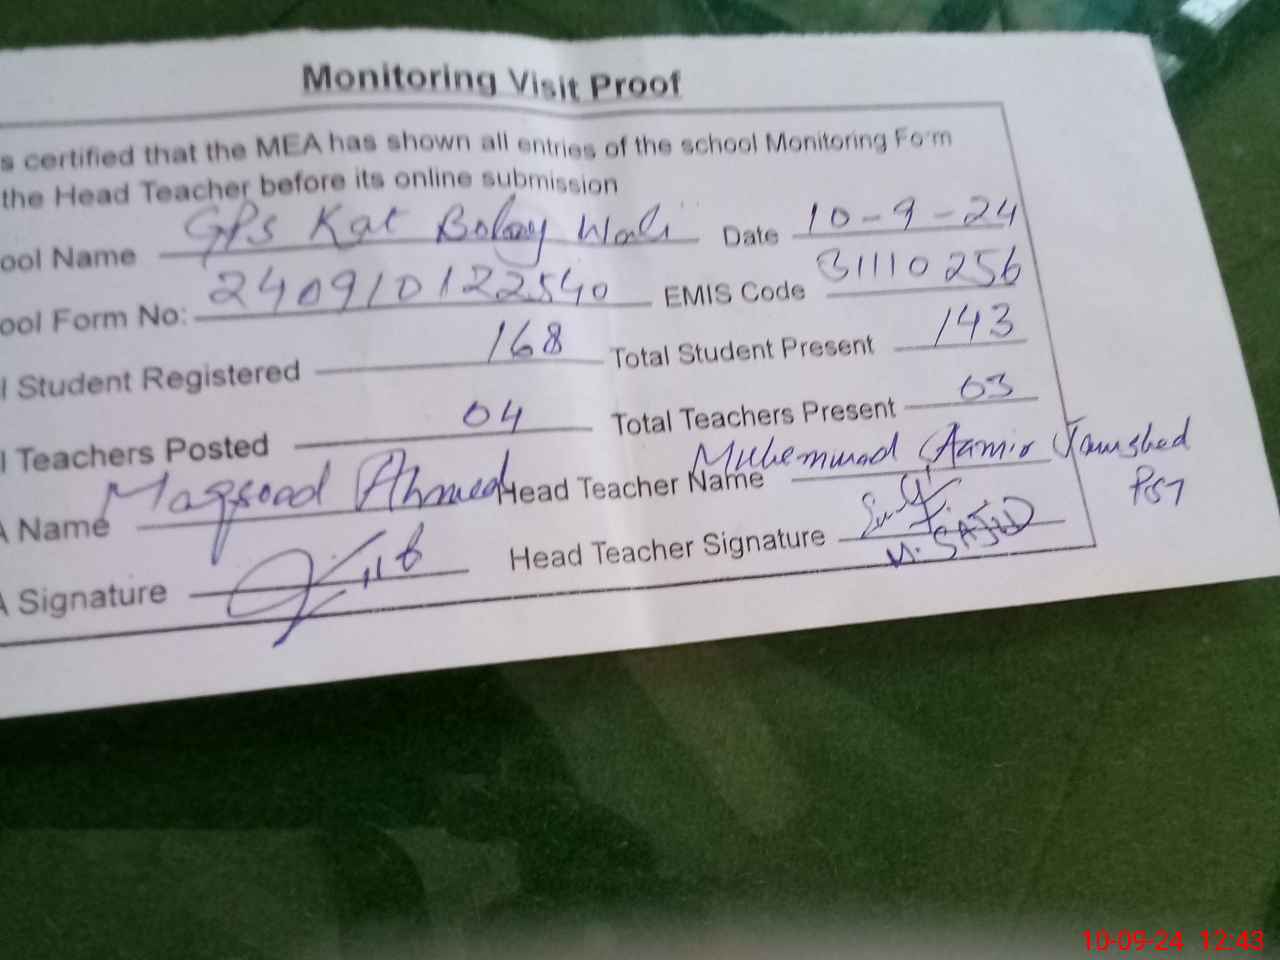 Monitoring Visit Proof
s certified that the MEA has shown all entries of the school Monitoring Form
the Head Teacher before its online submission
ool Name GPS Kat Bolay Wali Date 10-9-24
ool Form No: 240910122540 EMIS Code 31110256
l Student Registered 168 Total Student Present 143
l Teachers Posted 04 Total Teachers Present 03
A Name Maqsood Ahmed Head Teacher Name Muhemmad Aamir Jamshed
PST
A Signature Head Teacher Signature M. SAJID
10-09-24 12:43